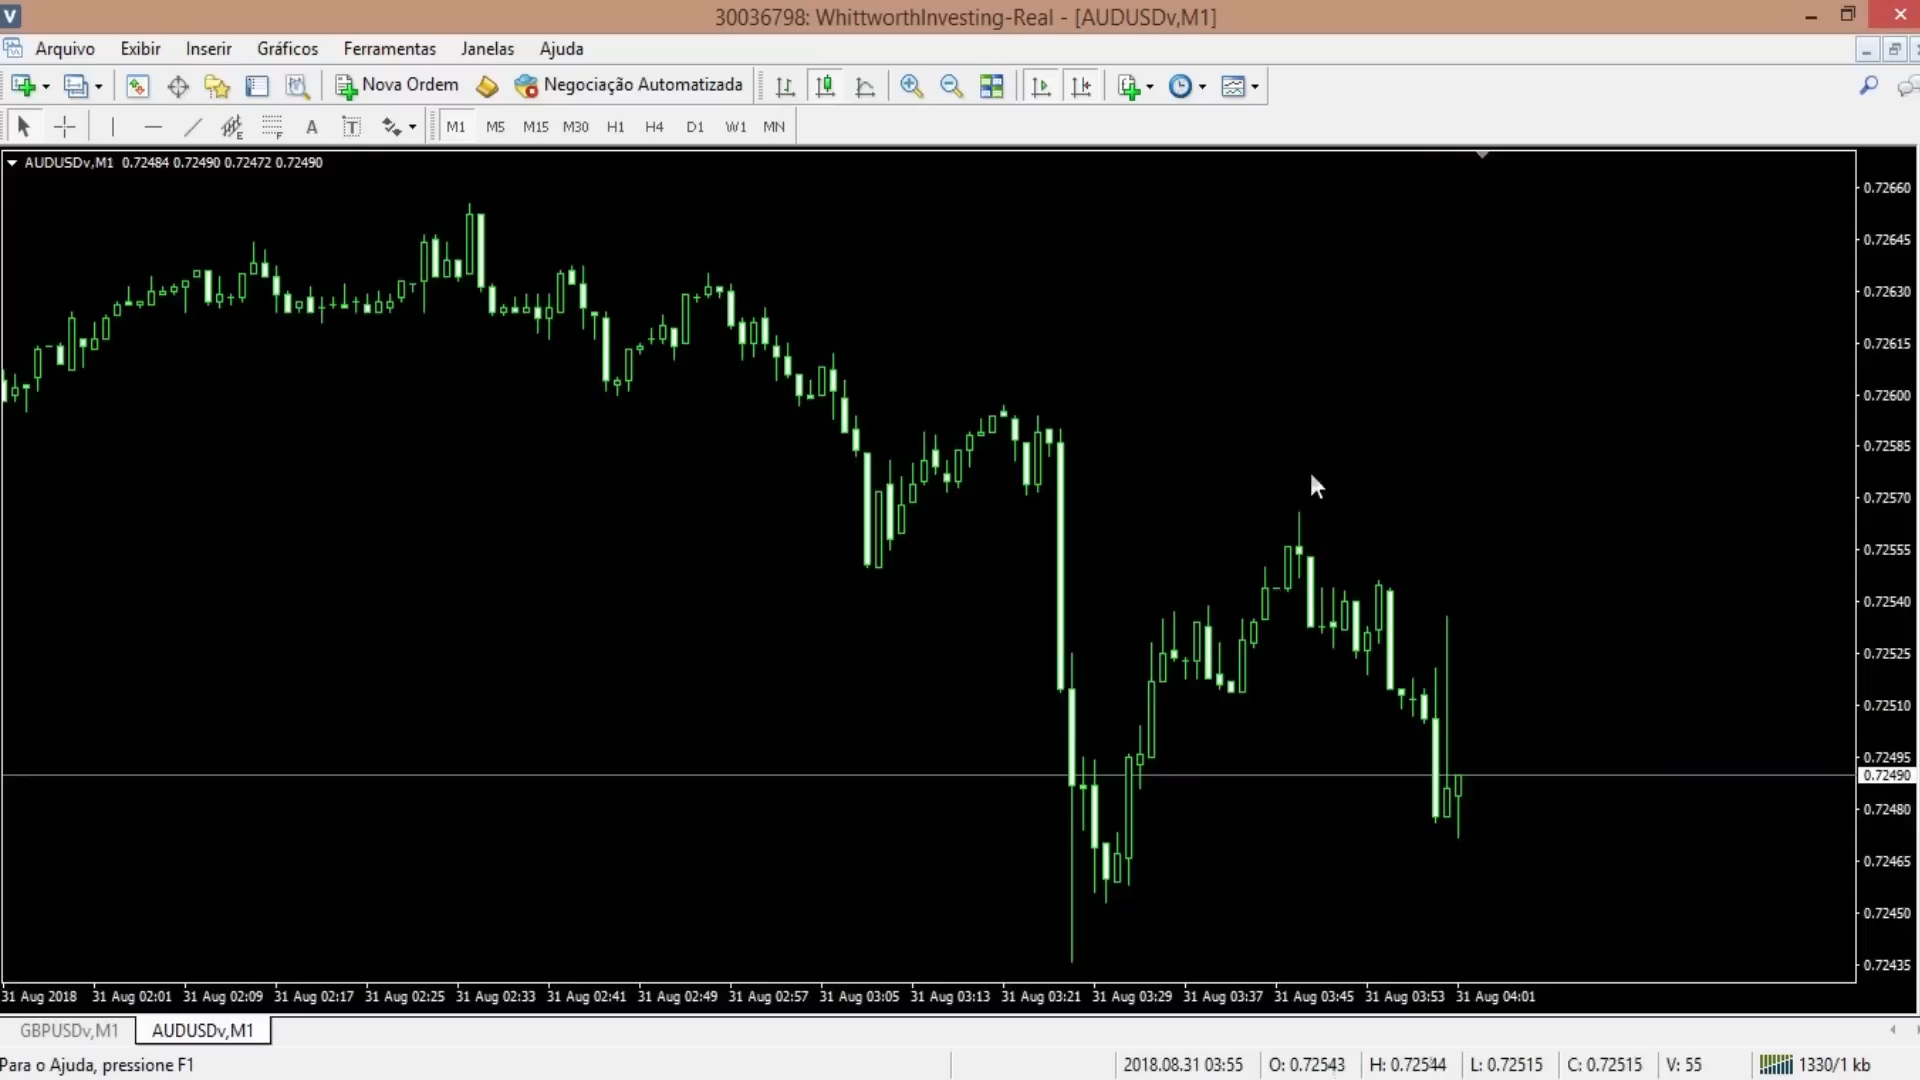 30036798: WhittworthInvesting-Real - [AUDUSDv,M1]
Arquivo Exibir Inserir Gráficos Ferramentas Janelas Ajuda
Nova Ordem Negociação Automatizada
E F A T M1 M5 M15 M30 H1 H4 D1 W1 MN
AUDUSDv,M1 0.72484 0.72490 0.72472 0.72490
0.72660
0.72645
0.72630
0.72615
0.72600
0.72585
0.72570
0.72555
0.72540
0.72525
0.72510
0.72495
0.72490
0.72480
0.72465
0.72450
0.72435
31 Aug 2018 31 Aug 02:01 31 Aug 02:09 31 Aug 02:17 31 Aug 02:25 31 Aug 02:33 31 Aug 02:41 31 Aug 02:49 31 Aug 02:57 31 Aug 03:05 31 Aug 03:13 31 Aug 03:21 31 Aug 03:29 31 Aug 03:37 31 Aug 03:45 31 Aug 03:53 31 Aug 04:01
GBPUSDv,M1 AUDUSDv,M1
Para o Ajuda, pressione F1 2018.08.31 03:55 O: 0.72543 H: 0.72544 L: 0.72515 C: 0.72515 V: 55 1330/1 kb